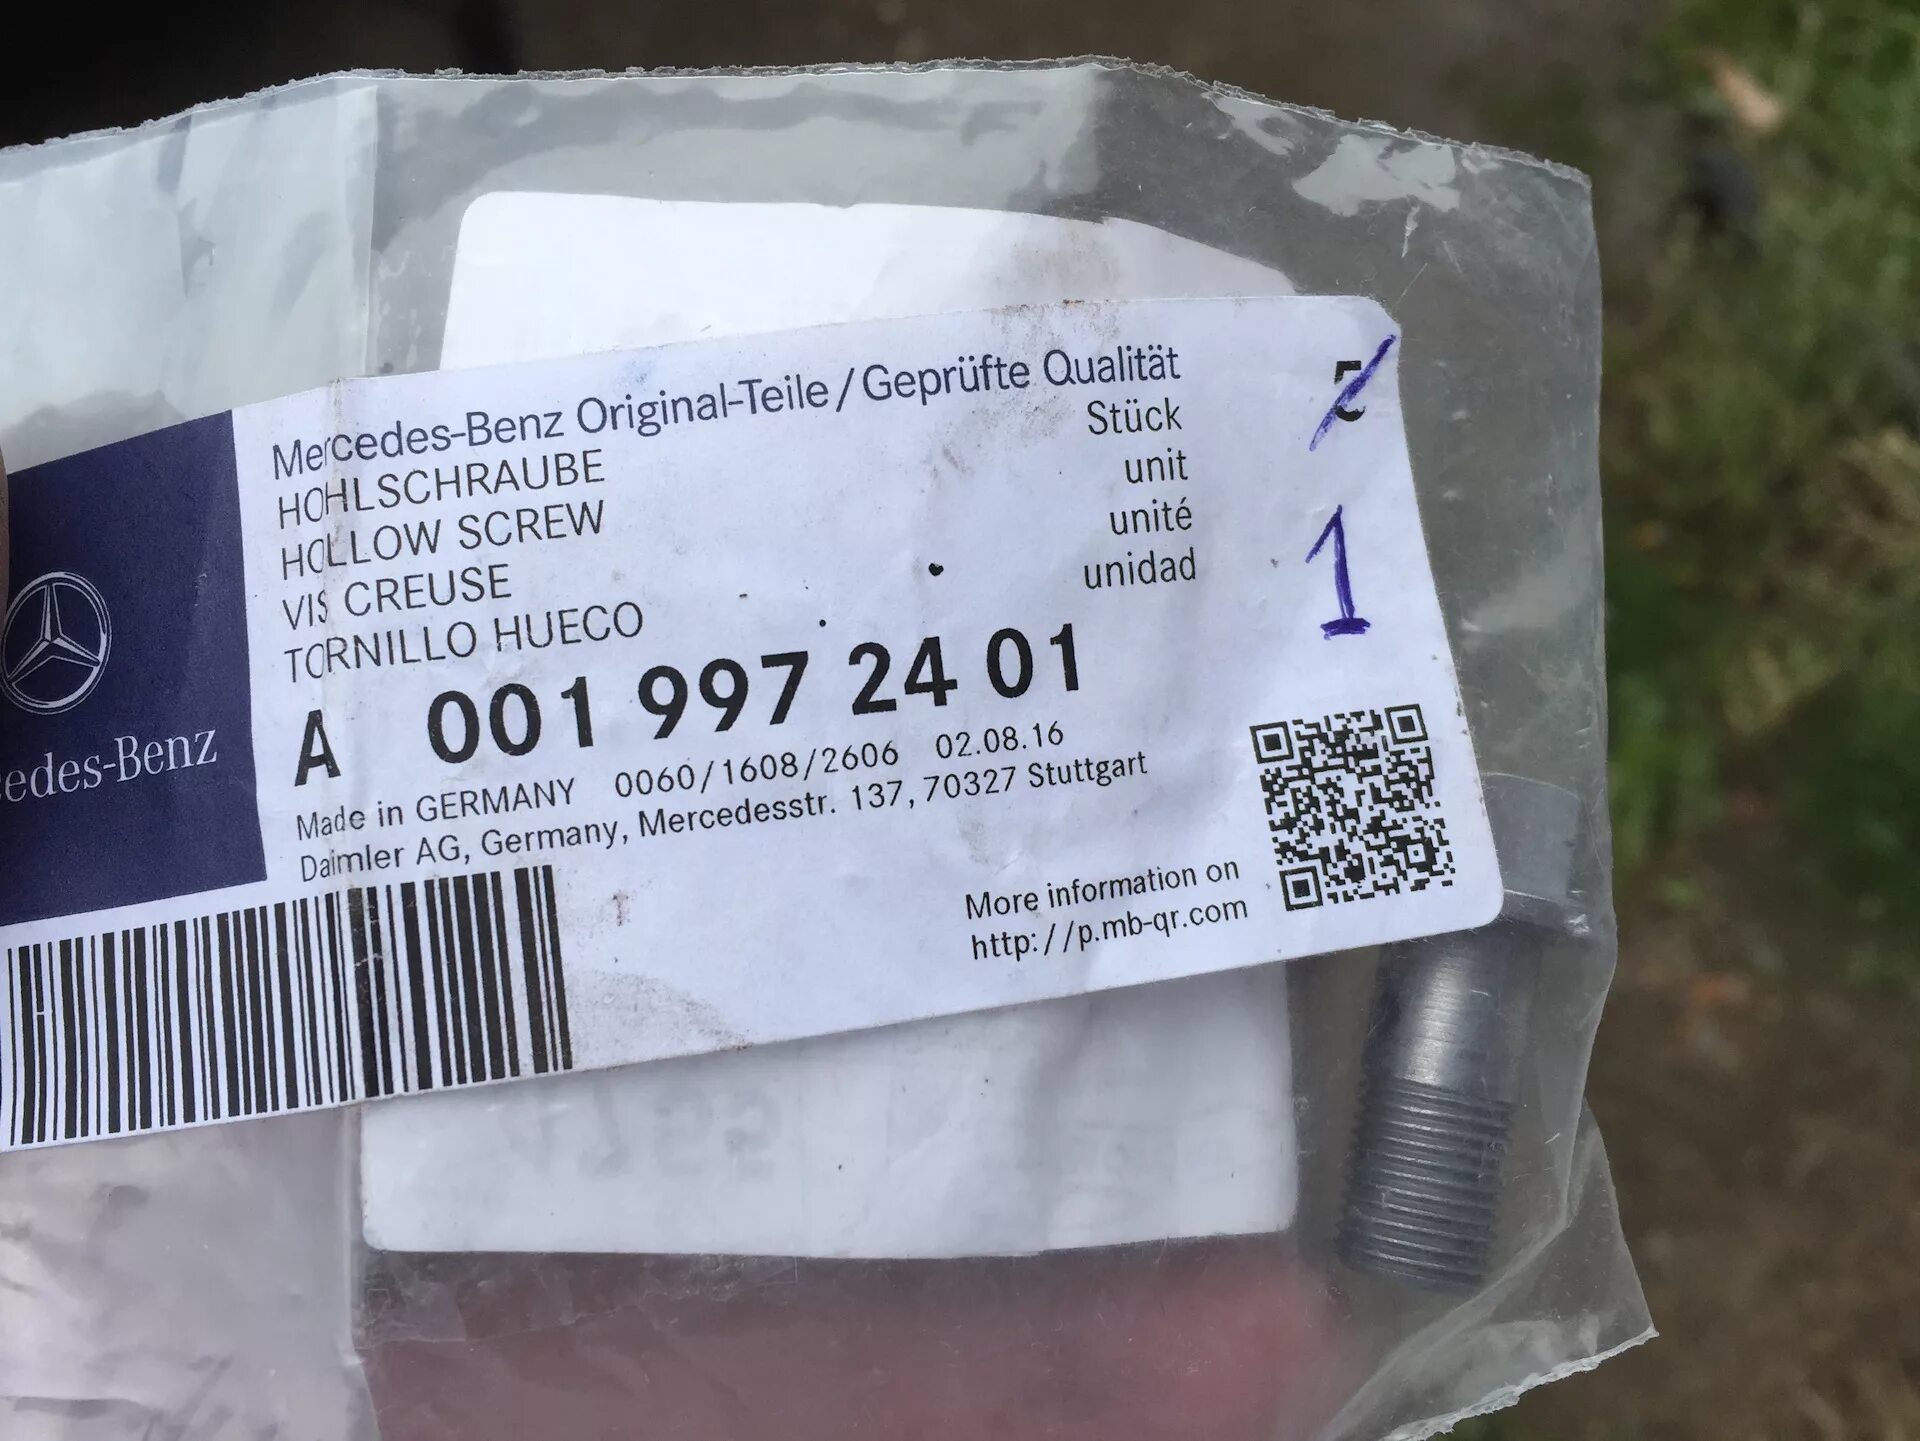 Mercedes-Benz Original-Teile / Geprüfte Qualität
HOHLSCHRAUBE Stück 5
HOLLOW SCREW unit
VIS CREUSE unité 1
TORNILLO HUECO unidad
A 001 997 24 01
Made in GERMANY 0060/1608/2606 02.08.16
Daimler AG, Germany, Mercedesstr. 137, 70327 Stuttgart
More information on
http://p.mb-qr.com
edes-Benz